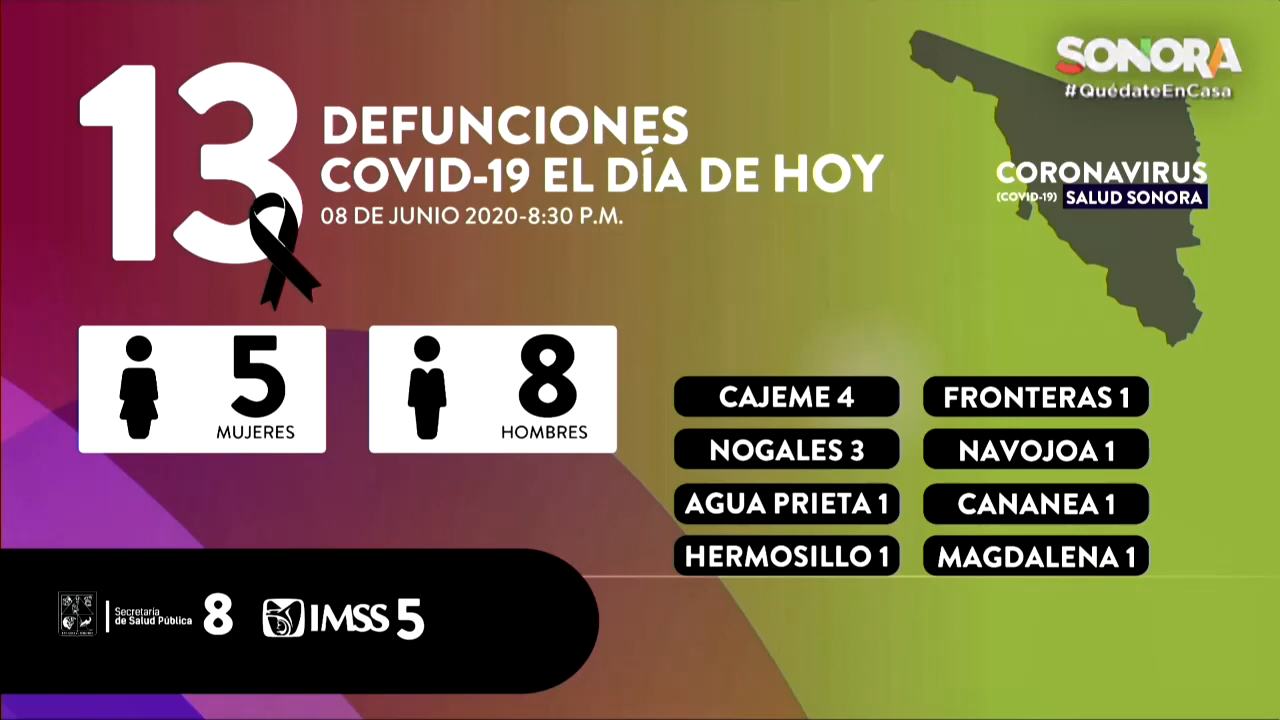 13
DEFUNCIONES
COVID-19 EL DÍA DE HOY
08 DE JUNIO 2020-8:30 P.M.
SONORA
#QuédateEnCasa
CORONAVIRUS
(COVID-19) SALUD SONORA
5
MUJERES
8
HOMBRES
CAJEME 4
FRONTERAS 1
NOGALES 3
NAVOJOA 1
AGUA PRIETA 1
CANANEA 1
HERMOSILLO 1
MAGDALENA 1
Secretaría
de Salud Pública 8
IMSS 5